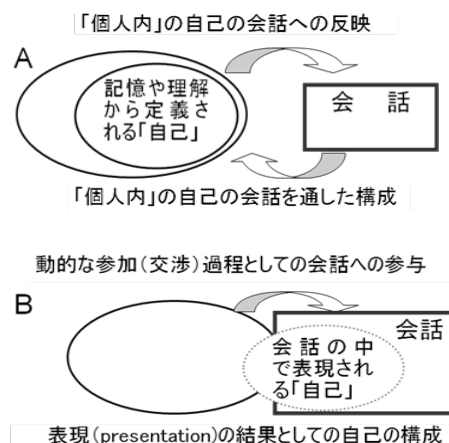 「個人内」の自己の会話への反映
A
記憶や理解
から定義さ
れる「自己」
会 話
「個人内」の自己の会話を通した構成
動的な参加(交渉)過程としての会話への参与
B
会話
会話の中
で表現され
る「自己」
表現(presentation)の結果としての自己の構成